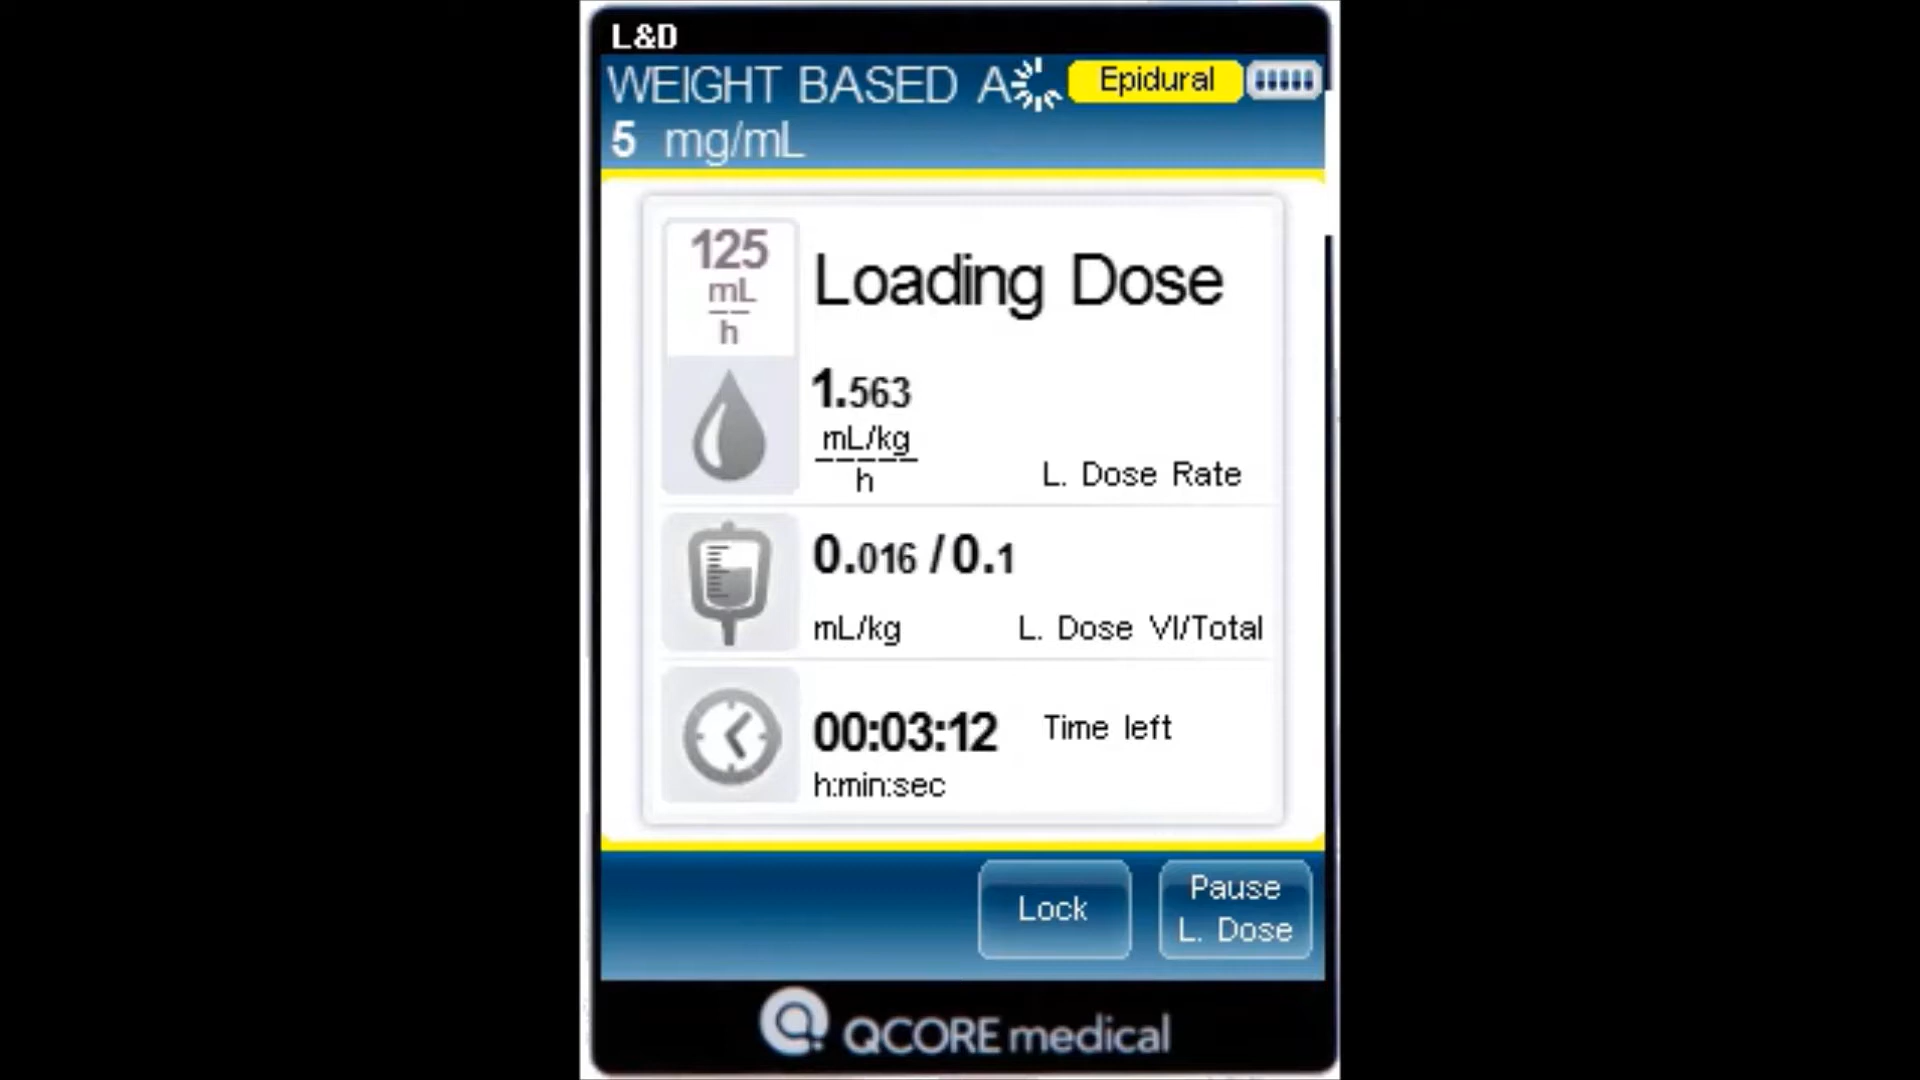 L&D
WEIGHT BASED A
Epidural
5 mg/mL
125
mL
h
Loading Dose
1.563
mL/kg
h
L. Dose Rate
0.016 / 0.1
mL/kg
L. Dose VI/Total
00:03:12
Time left
h:min:sec
Lock
Pause
L. Dose
QCORE medical